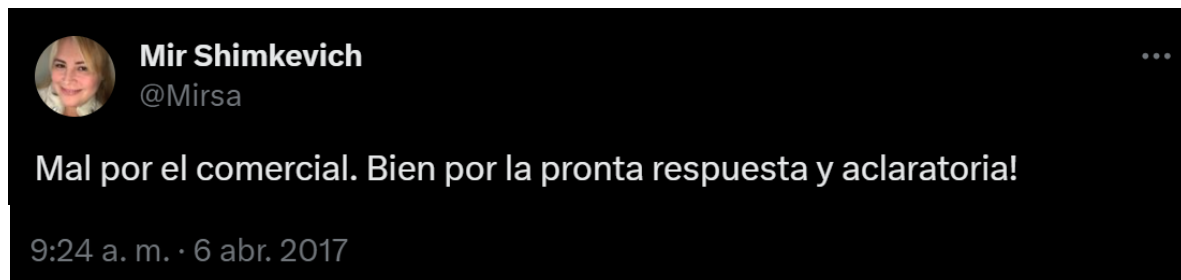 Mir Shimkevich
@Mirsa
Mal por el comercial. Bien por la pronta respuesta y aclaratoria!
9:24 a. m. · 6 abr. 2017